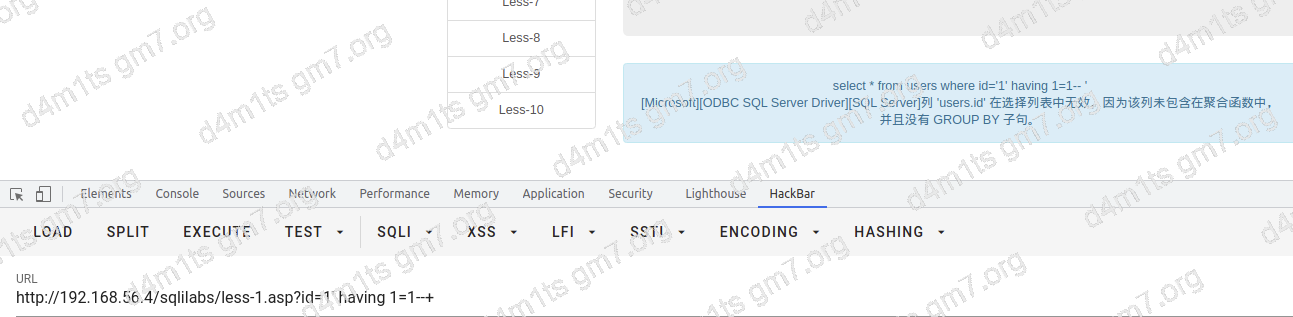 Less-7
Less-8
Less-9
Less-10
select * from users where id='1' having 1=1-- '
[Microsoft][ODBC SQL Server Driver][SQL Server]列 'users.id' 在选择列表中无效，因为该列未包含在聚合函数中，
并且没有 GROUP BY 子句。
Elements Console Sources Network Performance Memory Application Security Lighthouse HackBar
LOAD SPLIT EXECUTE TEST SQLI XSS LFI SSTI ENCODING HASHING
URL
http://192.168.56.4/sqlilabs/less-1.asp?id=1' having 1=1--+
d4m1ts gm7.org